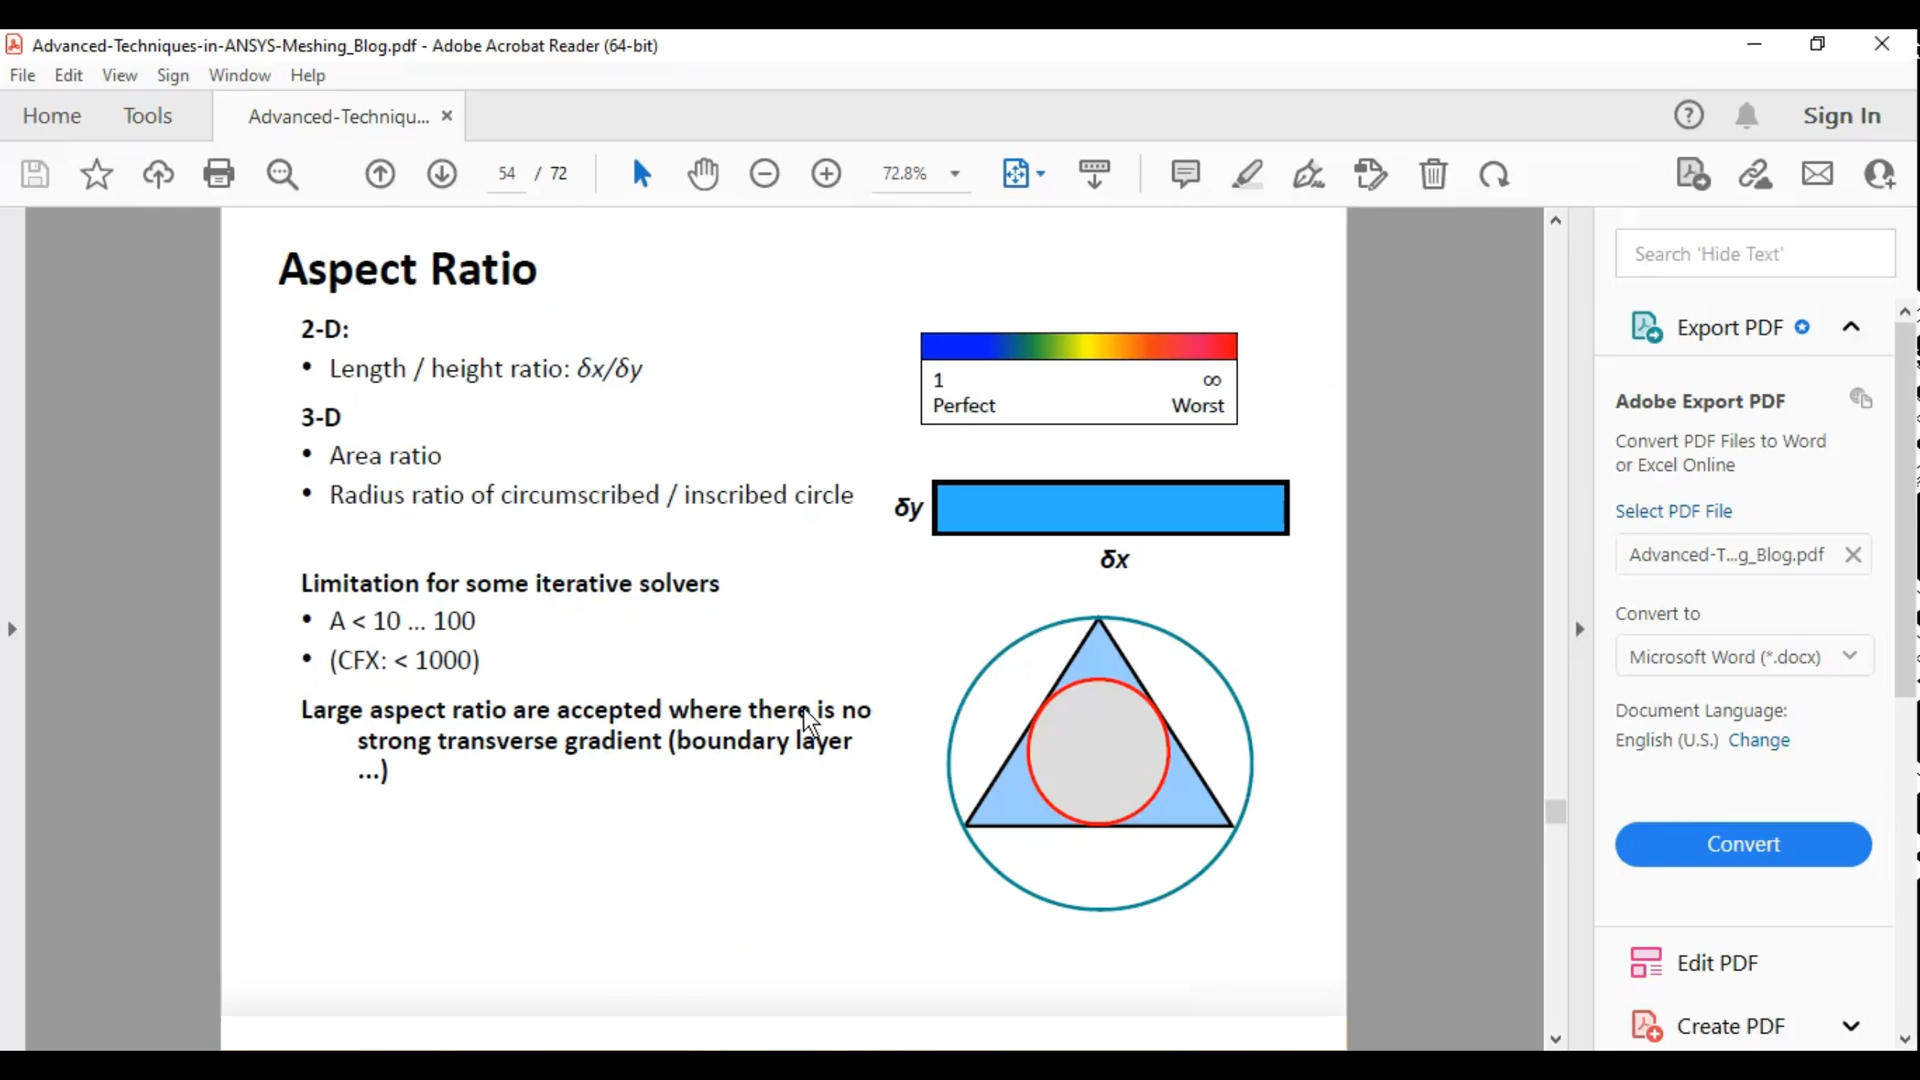 Advanced-Techniques-in-ANSYS-Meshing_Blog.pdf - Adobe Acrobat Reader (64-bit)
File Edit View Sign Window Help
Home Tools Advanced-Techniqu... × Sign In
54 / 72 72.8%
Aspect Ratio
2-D:
• Length / height ratio: δx/δy
3-D
• Area ratio
• Radius ratio of circumscribed / inscribed circle
Limitation for some iterative solvers
• A < 10 ... 100
• (CFX: < 1000)
Large aspect ratio are accepted where there is no
strong transverse gradient (boundary layer
...)
1 ∞
Perfect Worst
δy
δx
Search 'Hide Text'
Export PDF
Adobe Export PDF
Convert PDF Files to Word
or Excel Online
Select PDF File
Advanced-T...g_Blog.pdf
Convert to
Microsoft Word (*.docx)
Document Language:
English (U.S.) Change
Convert
Edit PDF
Create PDF